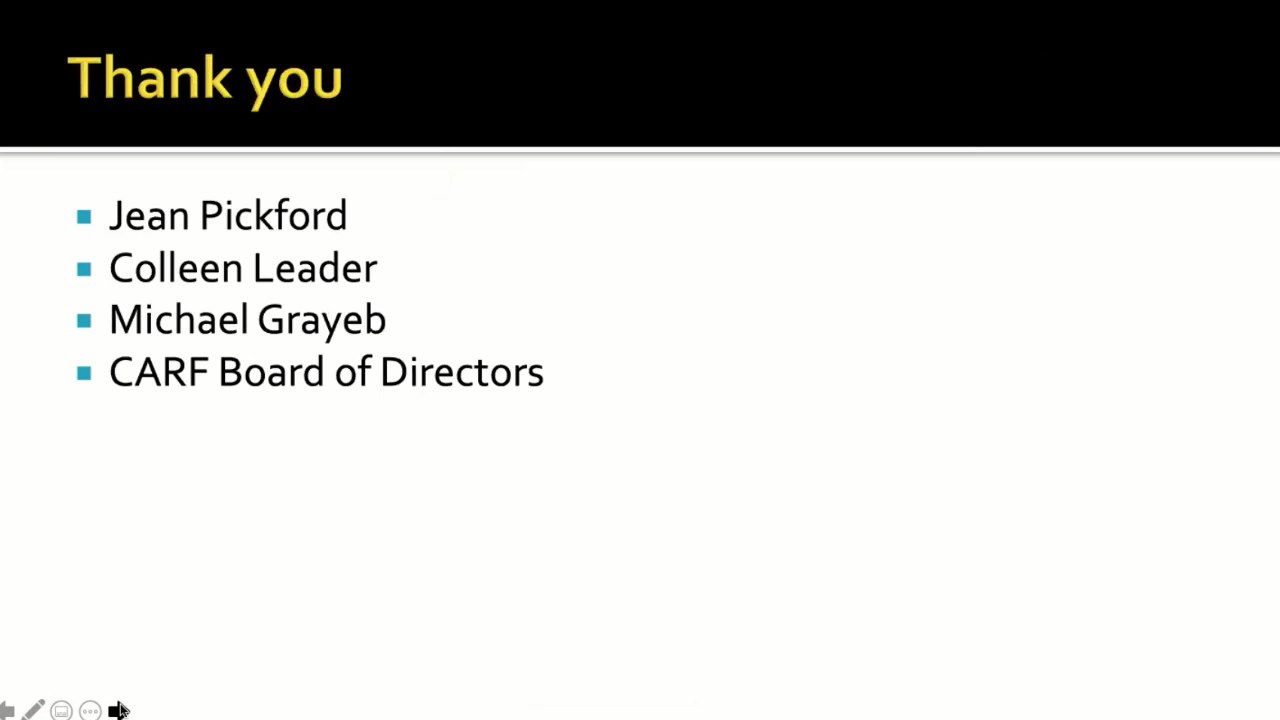 Thank you
Jean Pickford
Colleen Leader
Michael Grayeb
CARF Board of Directors